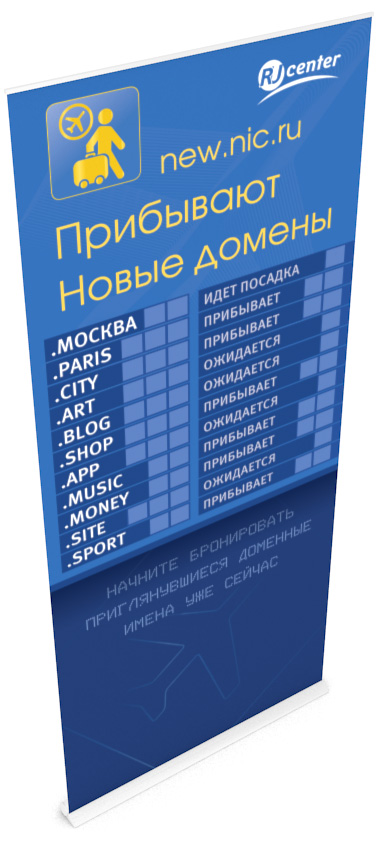 RU center
new.nic.ru
Прибывают
Новые домены
.МОСКВА ИДЕТ ПОСАДКА
.PARIS ПРИБЫВАЕТ
.CITY ПРИБЫВАЕТ
.ART ОЖИДАЕТСЯ
.BLOG ОЖИДАЕТСЯ
.SHOP ПРИБЫВАЕТ
.APP ОЖИДАЕТСЯ
.MUSIC ПРИБЫВАЕТ
.MONEY ПРИБЫВАЕТ
.SITE ОЖИДАЕТСЯ
.SPORT ПРИБЫВАЕТ
НАЧНИТЕ БРОНИРОВАТЬ
ПРИГЛЯНУВШИЕСЯ ДОМЕННЫЕ
ИМЕНА УЖЕ СЕЙЧАС